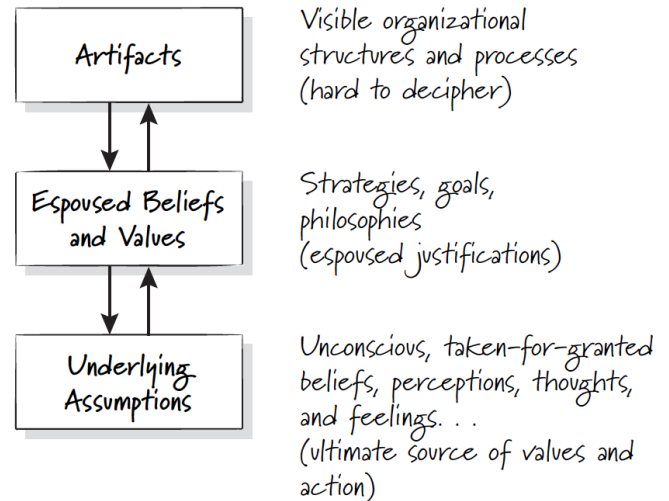 Artifacts
Visible organizational
structures and processes
(hard to decipher)
Espoused Beliefs
and Values
Strategies, goals,
philosophies
(espoused justifications)
Underlying
Assumptions
Unconscious, taken-for-granted
beliefs, perceptions, thoughts,
and feelings. . .
(ultimate source of values and
action)